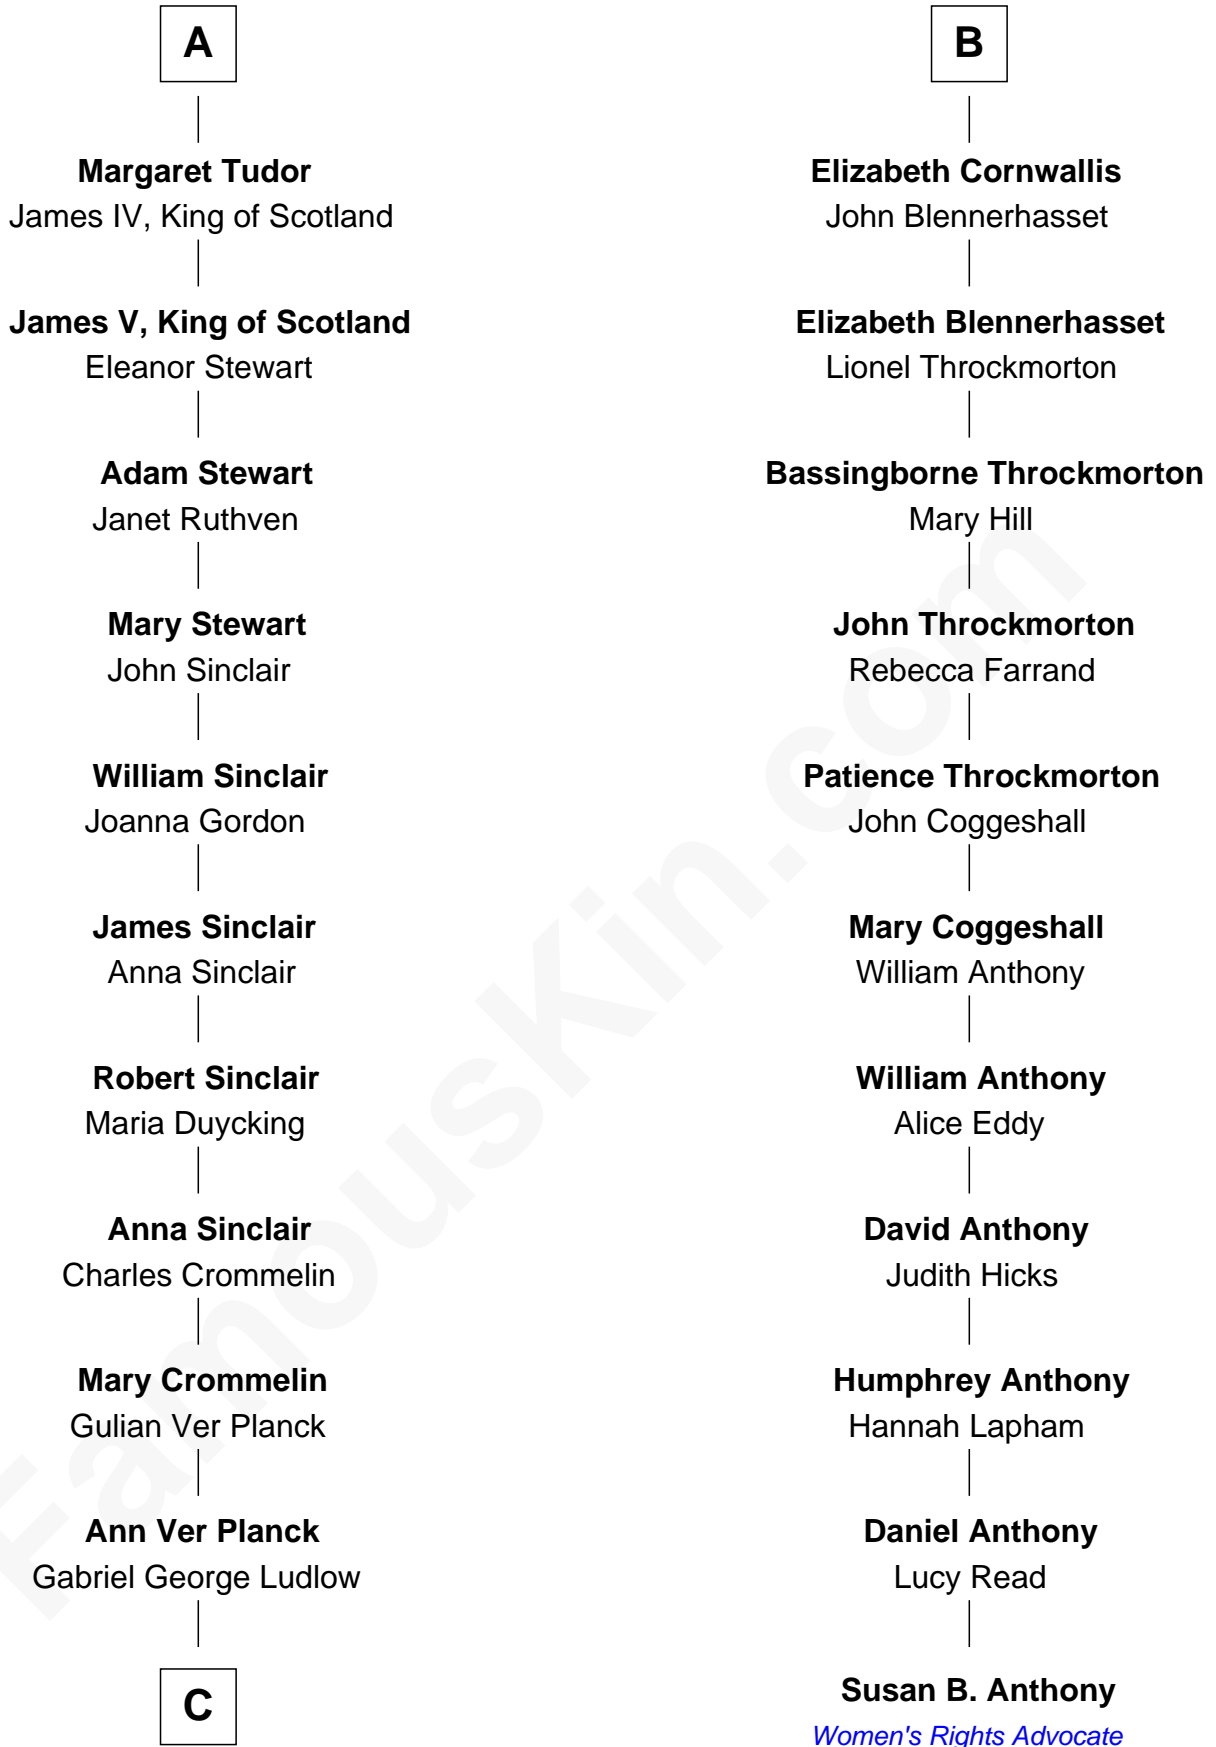 A
Margaret Tudor
James IV, King of Scotland
James V, King of Scotland
Eleanor Stewart
Adam Stewart
Janet Ruthven
Mary Stewart
John Sinclair
William Sinclair
Joanna Gordon
James Sinclair
Anna Sinclair
Robert Sinclair
Maria Duycking
Anna Sinclair
Charles Crommelin
Mary Crommelin
Gulian Ver Planck
Ann Ver Planck
Gabriel George Ludlow
C
B
Elizabeth Cornwallis
John Blennerhasset
Elizabeth Blennerhasset
Lionel Throckmorton
Bassingborne Throckmorton
Mary Hill
John Throckmorton
Rebecca Farrand
Patience Throckmorton
John Coggeshall
Mary Coggeshall
William Anthony
William Anthony
Alice Eddy
David Anthony
Judith Hicks
Humphrey Anthony
Hannah Lapham
Daniel Anthony
Lucy Read
Susan B. Anthony
Women's Rights Advocate
FamousKin.com